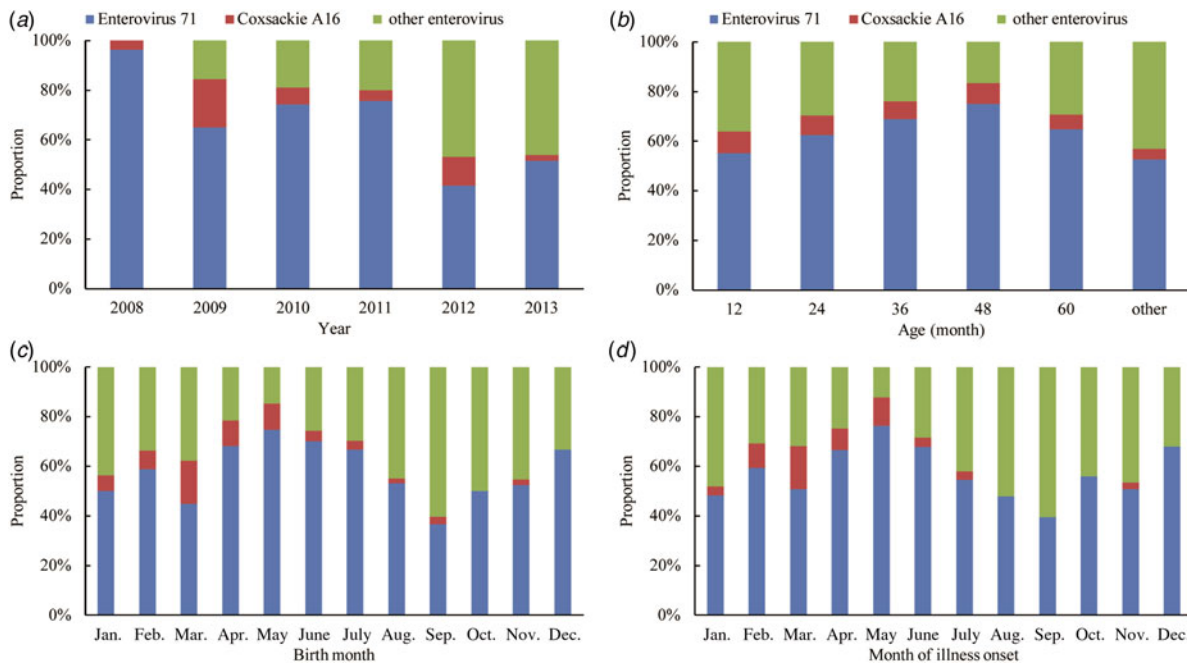 (a) Enterovirus 71 Coxsackie A16 other enterovirus
100%
80%
60%
40%
20%
0%
Proportion
2008 2009 2010 2011 2012 2013
Year
(b) Enterovirus 71 Coxsackie A16 other enterovirus
100%
80%
60%
40%
20%
0%
Proportion
12 24 36 48 60 other
Age (month)
(c)
100%
80%
60%
40%
20%
0%
Proportion
Jan. Feb. Mar. Apr. May June July Aug. Sep. Oct. Nov. Dec.
Birth month
(d)
100%
80%
60%
40%
20%
0%
Proportion
Jan. Feb. Mar. Apr. May June July Aug. Sep. Oct. Nov. Dec.
Month of illness onset